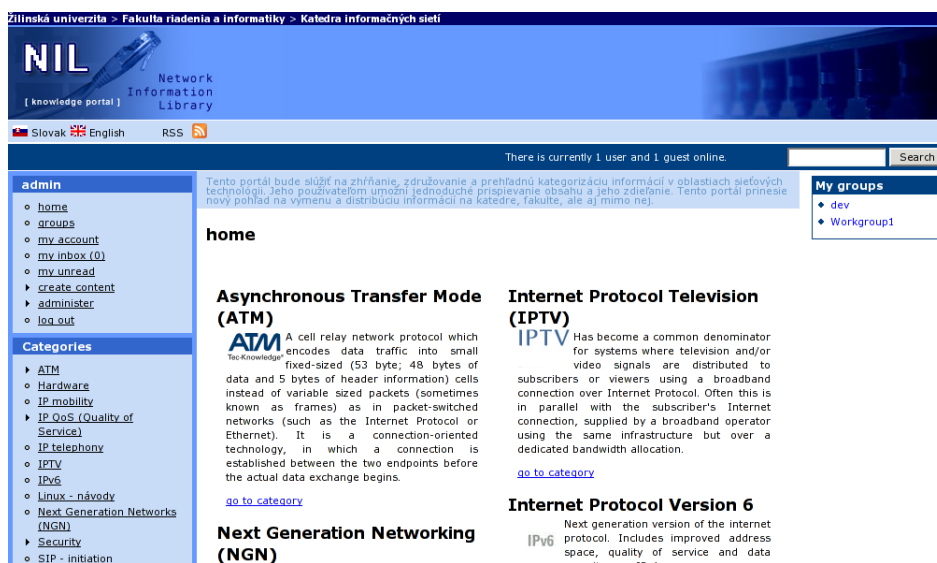 Žilinská univerzita > Fakulta riadenia a informatiky > Katedra informačných sietí
NIL
[ knowledge portal ]
Network
Information
Library
Slovak English RSS
There is currently 1 user and 1 guest online.
Search
admin
home
groups
my account
my inbox (0)
my unread
create content
administer
log out
Categories
ATM
Hardware
IP mobility
IP QoS (Quality of
Service)
IP telephony
IPTV
IPv6
Linux - návody
Next Generation Networks
(NGN)
Security
SIP - initiation
Tento portál bude slúžiť na zhŕňanie, združovanie a prehľadnú kategorizáciu informácií v oblastiach sieťových
technológií. Jeho používateľom umožní jednoduché prispievanie obsahu a jeho zdieľanie. Tento portál prinesie
nový pohľad na výmenu a distribúciu informácií na katedre, fakulte, ale aj mimo nej.
home
Asynchronous Transfer Mode
(ATM)
ATM
Tec-Knowledge
A cell relay network protocol which
encodes data traffic into small
fixed-sized (53 byte; 48 bytes of
data and 5 bytes of header information) cells
instead of variable sized packets (sometimes
known as frames) as in packet-switched
networks (such as the Internet Protocol or
Ethernet). It is a connection-oriented
technology, in which a connection is
established between the two endpoints before
the actual data exchange begins.
go to category
Next Generation Networking
(NGN)
Internet Protocol Television
(IPTV)
IPTV
Has become a common denominator
for systems where television and/or
video signals are distributed to
subscribers or viewers using a broadband
connection over Internet Protocol. Often this is
in parallel with the subscriber's Internet
connection, supplied by a broadband operator
using the same infrastructure but over a
dedicated bandwidth allocation.
go to category
Internet Protocol Version 6
IPv6
Next generation version of the internet
protocol. Includes improved address
space, quality of service and data
My groups
dev
Workgroup1